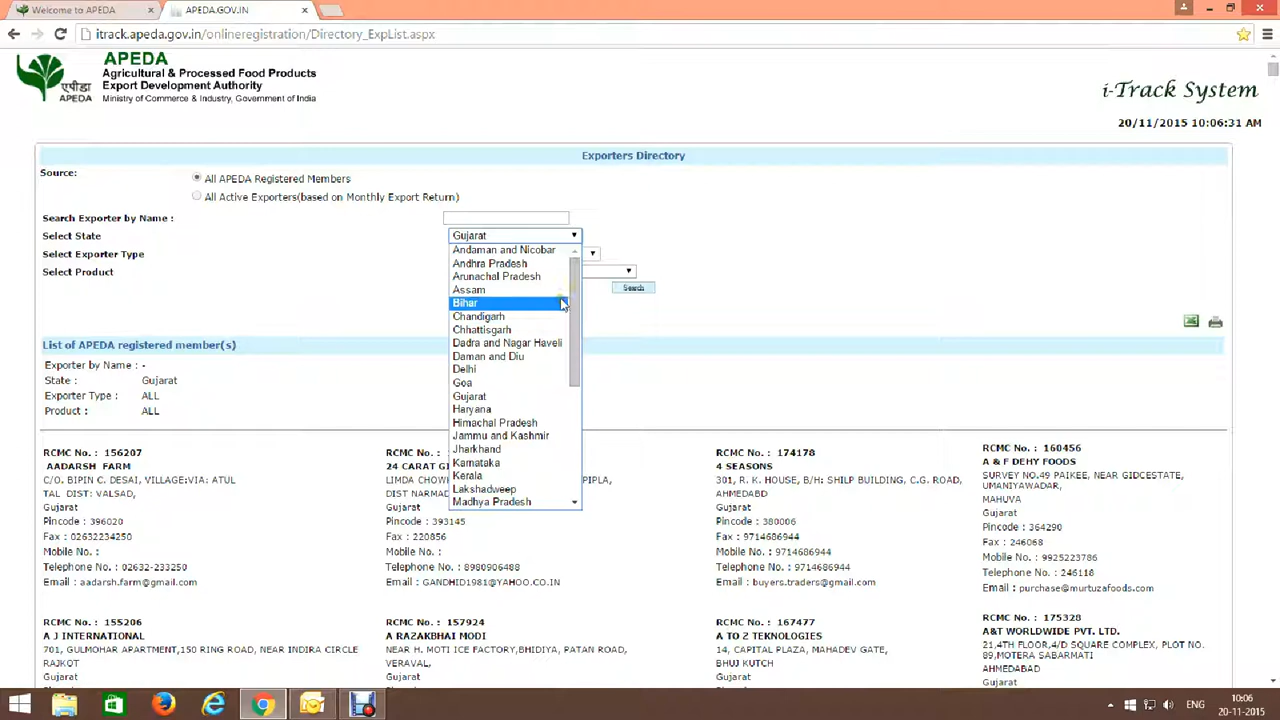 Welcome to APEDA
APEDA.GOV.IN
itrack.apeda.gov.in/onlineregistration/Directory_ExpList.aspx
एपीडा
APEDA
APEDA
Agricultural & Processed Food Products
Export Development Authority
Ministry of Commerce & Industry, Government of India
i-Track System
20/11/2015 10:06:31 AM
Exporters Directory
Source:
All APEDA Registered Members
All Active Exporters(based on Monthly Export Return)
Search Exporter by Name :
Select State
Gujarat
Select Exporter Type
Select Product
Search
Andaman and Nicobar
Andhra Pradesh
Arunachal Pradesh
Assam
Bihar
Chandigarh
Chhattisgarh
Dadra and Nagar Haveli
Daman and Diu
Delhi
Goa
Gujarat
Haryana
Himachal Pradesh
Jammu and Kashmir
Jharkhand
Karnataka
Kerala
Lakshadweep
Madhya Pradesh
List of APEDA registered member(s)
Exporter by Name : -
State : Gujarat
Exporter Type : ALL
Product : ALL
RCMC No. : 156207
AADARSH FARM
C/O. BIPIN C. DESAI, VILLAGE:VIA: ATUL
TAL DIST: VALSAD,
Gujarat
Pincode : 396020
Fax : 02632234250
Mobile No. :
Telephone No. : 02632-233250
Email : aadarsh.farm@gmail.com
RCMC No. :
24 CARAT G
LIMDA CHOW
PIPLA,
DIST NARMAD
Gujarat
Pincode : 393145
Fax : 220856
Mobile No. :
Telephone No. : 8980906488
Email : GANDHID1981@YAHOO.CO.IN
RCMC No. : 174178
4 SEASONS
301, R. K. HOUSE, B/H: SHILP BUILDING, C.G. ROAD,
AHMEDABD
Gujarat
Pincode : 380006
Fax : 9714686944
Mobile No. : 9714686944
Telephone No. : 9714686944
Email : buyers.traders@gmail.com
RCMC No. : 160456
A & F DEHY FOODS
SURVEY NO.49 PAIKEE, NEAR GIDCESTATE,
UMANIYAWADAR,
MAHUVA
Gujarat
Pincode : 364290
Fax : 246068
Mobile No. : 9925223786
Telephone No. : 246118
Email : purchase@murtuzafoods.com
RCMC No. : 155206
A J INTERNATIONAL
701, GULMOHAR APARTMENT,150 RING ROAD, NEAR INDIRA CIRCLE
RAJKOT
Gujarat
RCMC No. : 157924
A RAZAKBHAI MODI
NEAR H. MOTI ICE FACTORY,BHIDIYA, PATAN ROAD,
VERAVAL,
Gujarat
RCMC No. : 167477
A TO Z TEKNOLOGIES
14, CAPITAL PLAZA, MAHADEV GATE,
BHUJ KUTCH
Gujarat
RCMC No. : 175328
A&T WORLDWIDE PVT. LTD.
21,4TH FLOOR,4/D SQUARE COMPLEX, PLOT NO.
89,MOTERA SABARMATI
AHMEDABAD
Gujarat
ENG
10:06
20-11-2015